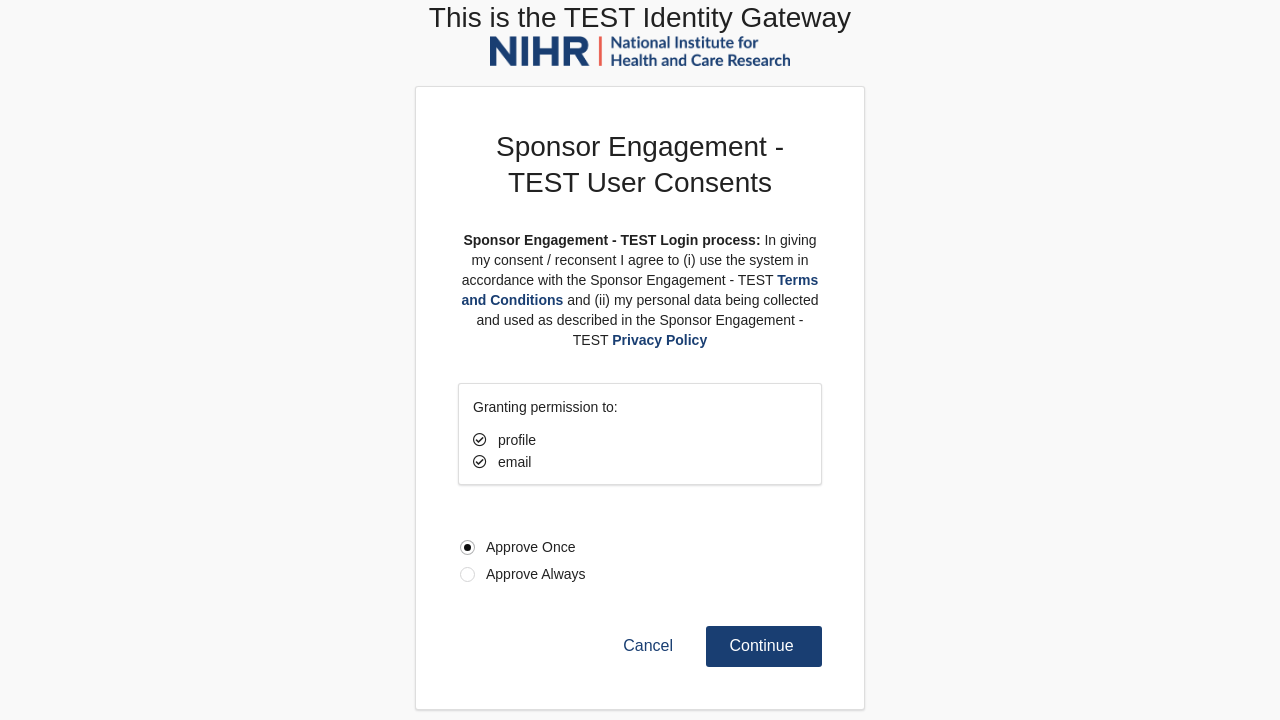 This is the TEST Identity Gateway
NIHR | National Institute for
Health and Care Research
Sponsor Engagement -
TEST User Consents
Sponsor Engagement - TEST Login process: In giving
my consent / reconsent I agree to (i) use the system in
accordance with the Sponsor Engagement - TEST Terms
and Conditions and (ii) my personal data being collected
and used as described in the Sponsor Engagement -
TEST Privacy Policy
Granting permission to:
profile
email
Approve Once
Approve Always
Cancel
Continue